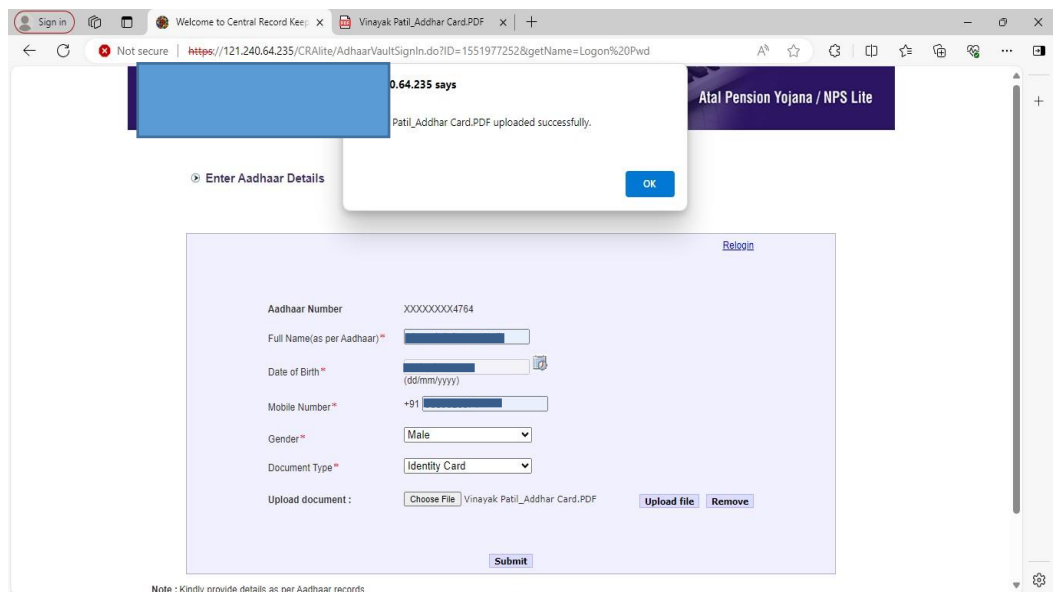 Sign in
Welcome to Central Record Keep
Vinayak Patil_Addhar Card.PDF
Not secure | https://121.240.64.235/CRAlite/AdhaarVaultSignIn.do?ID=1551977252&getName=Logon%20Pwd
0.64.235 says
Patil_Addhar Card.PDF uploaded successfully.
OK
Atal Pension Yojana / NPS Lite
Enter Aadhaar Details
Relogin
Aadhaar Number XXXXXXXX4764
Full Name(as per Aadhaar)*
Date of Birth*
(dd/mm/yyyy)
Mobile Number* +91
Gender* Male
Document Type* Identity Card
Upload document : Choose File Vinayak Patil_Addhar Card.PDF Upload file Remove
Submit
Note : Kindly provide details as per Aadhaar records